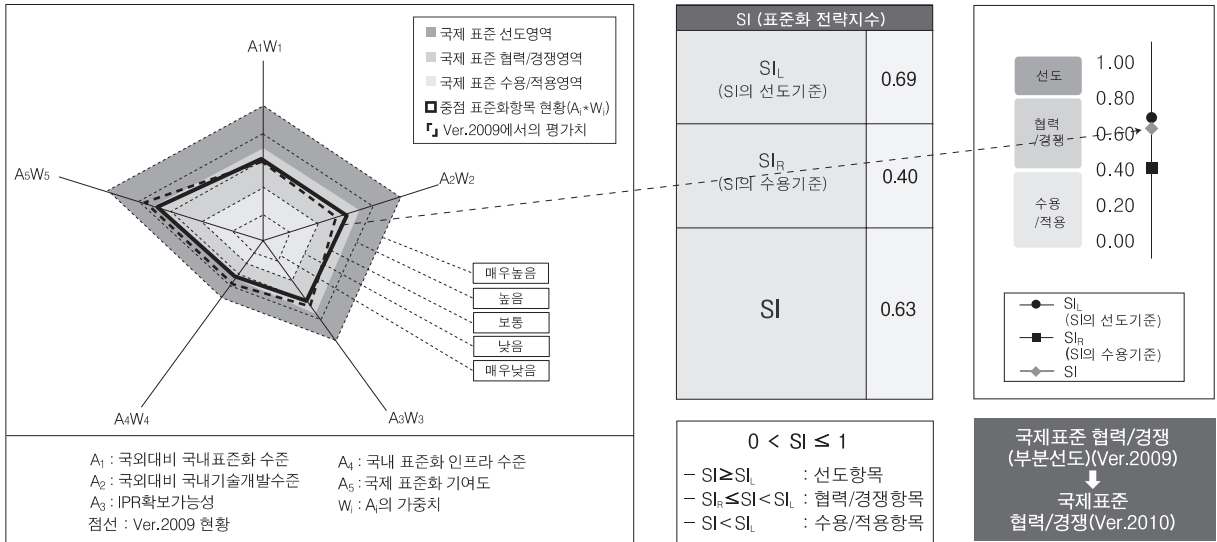 A₁W₁
A₂W₂
A₃W₃
A₄W₄
A₅W₅
국제 표준 선도영역
국제 표준 협력/경쟁영역
국제 표준 수용/적용영역
중점 표준화항목 현황(Aᵢ*Wᵢ)
「」 Ver.2009에서의 평가치
매우높음
높음
보통
낮음
매우낮음
A₁ : 국외대비 국내표준화 수준
A₂ : 국외대비 국내기술개발수준
A₃ : IPR확보가능성
점선 : Ver.2009 현황
A₄ : 국내 표준화 인프라 수준
A₅ : 국제 표준화 기여도
Wᵢ : Aᵢ의 가중치
SI (표준화 전략지수)
SI_L
(SI의 선도기준)
0.69
SI_R
(SI의 수용기준)
0.40
SI
0.63
0 < SI ≤ 1
– SI≥SI_L : 선도항목
– SI_R≤SI<SI_L : 협력/경쟁항목
– SI<SI_L : 수용/적용항목
선도
협력
/경쟁
수용
/적용
1.00
0.80
0.60
0.40
0.20
0.00
SI_L
(SI의 선도기준)
SI_R
(SI의 수용기준)
SI
국제표준 협력/경쟁
(부분선도)(Ver.2009)
국제표준
협력/경쟁(Ver.2010)